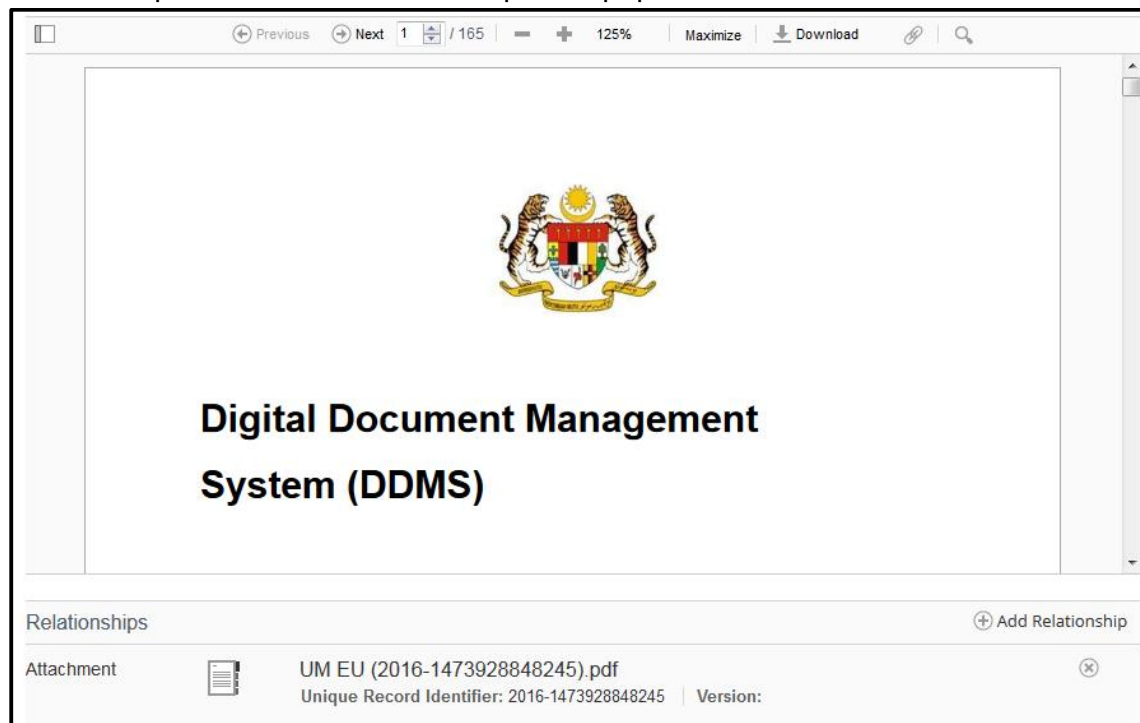 Previous Next 1 / 165 125% Maximize Download
Digital Document Management
System (DDMS)
Relationships Add Relationship
Attachment UM EU (2016-1473928848245).pdf
Unique Record Identifier: 2016-1473928848245 Version: